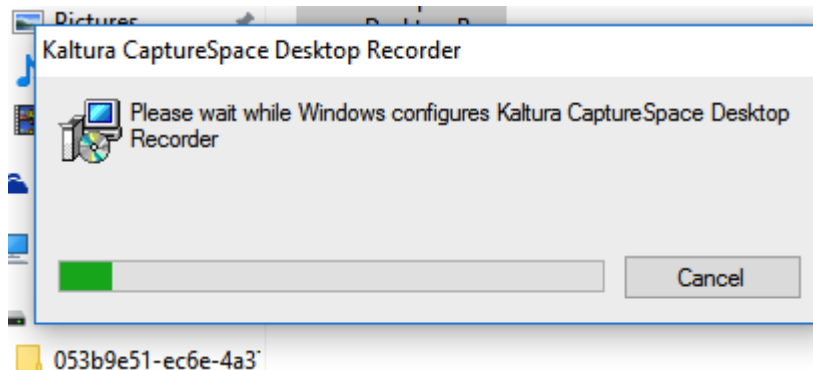 Pictures
Kaltura CaptureSpace Desktop Recorder
Please wait while Windows configures Kaltura CaptureSpace Desktop
Recorder
Cancel
053b9e51-ec6e-4a3